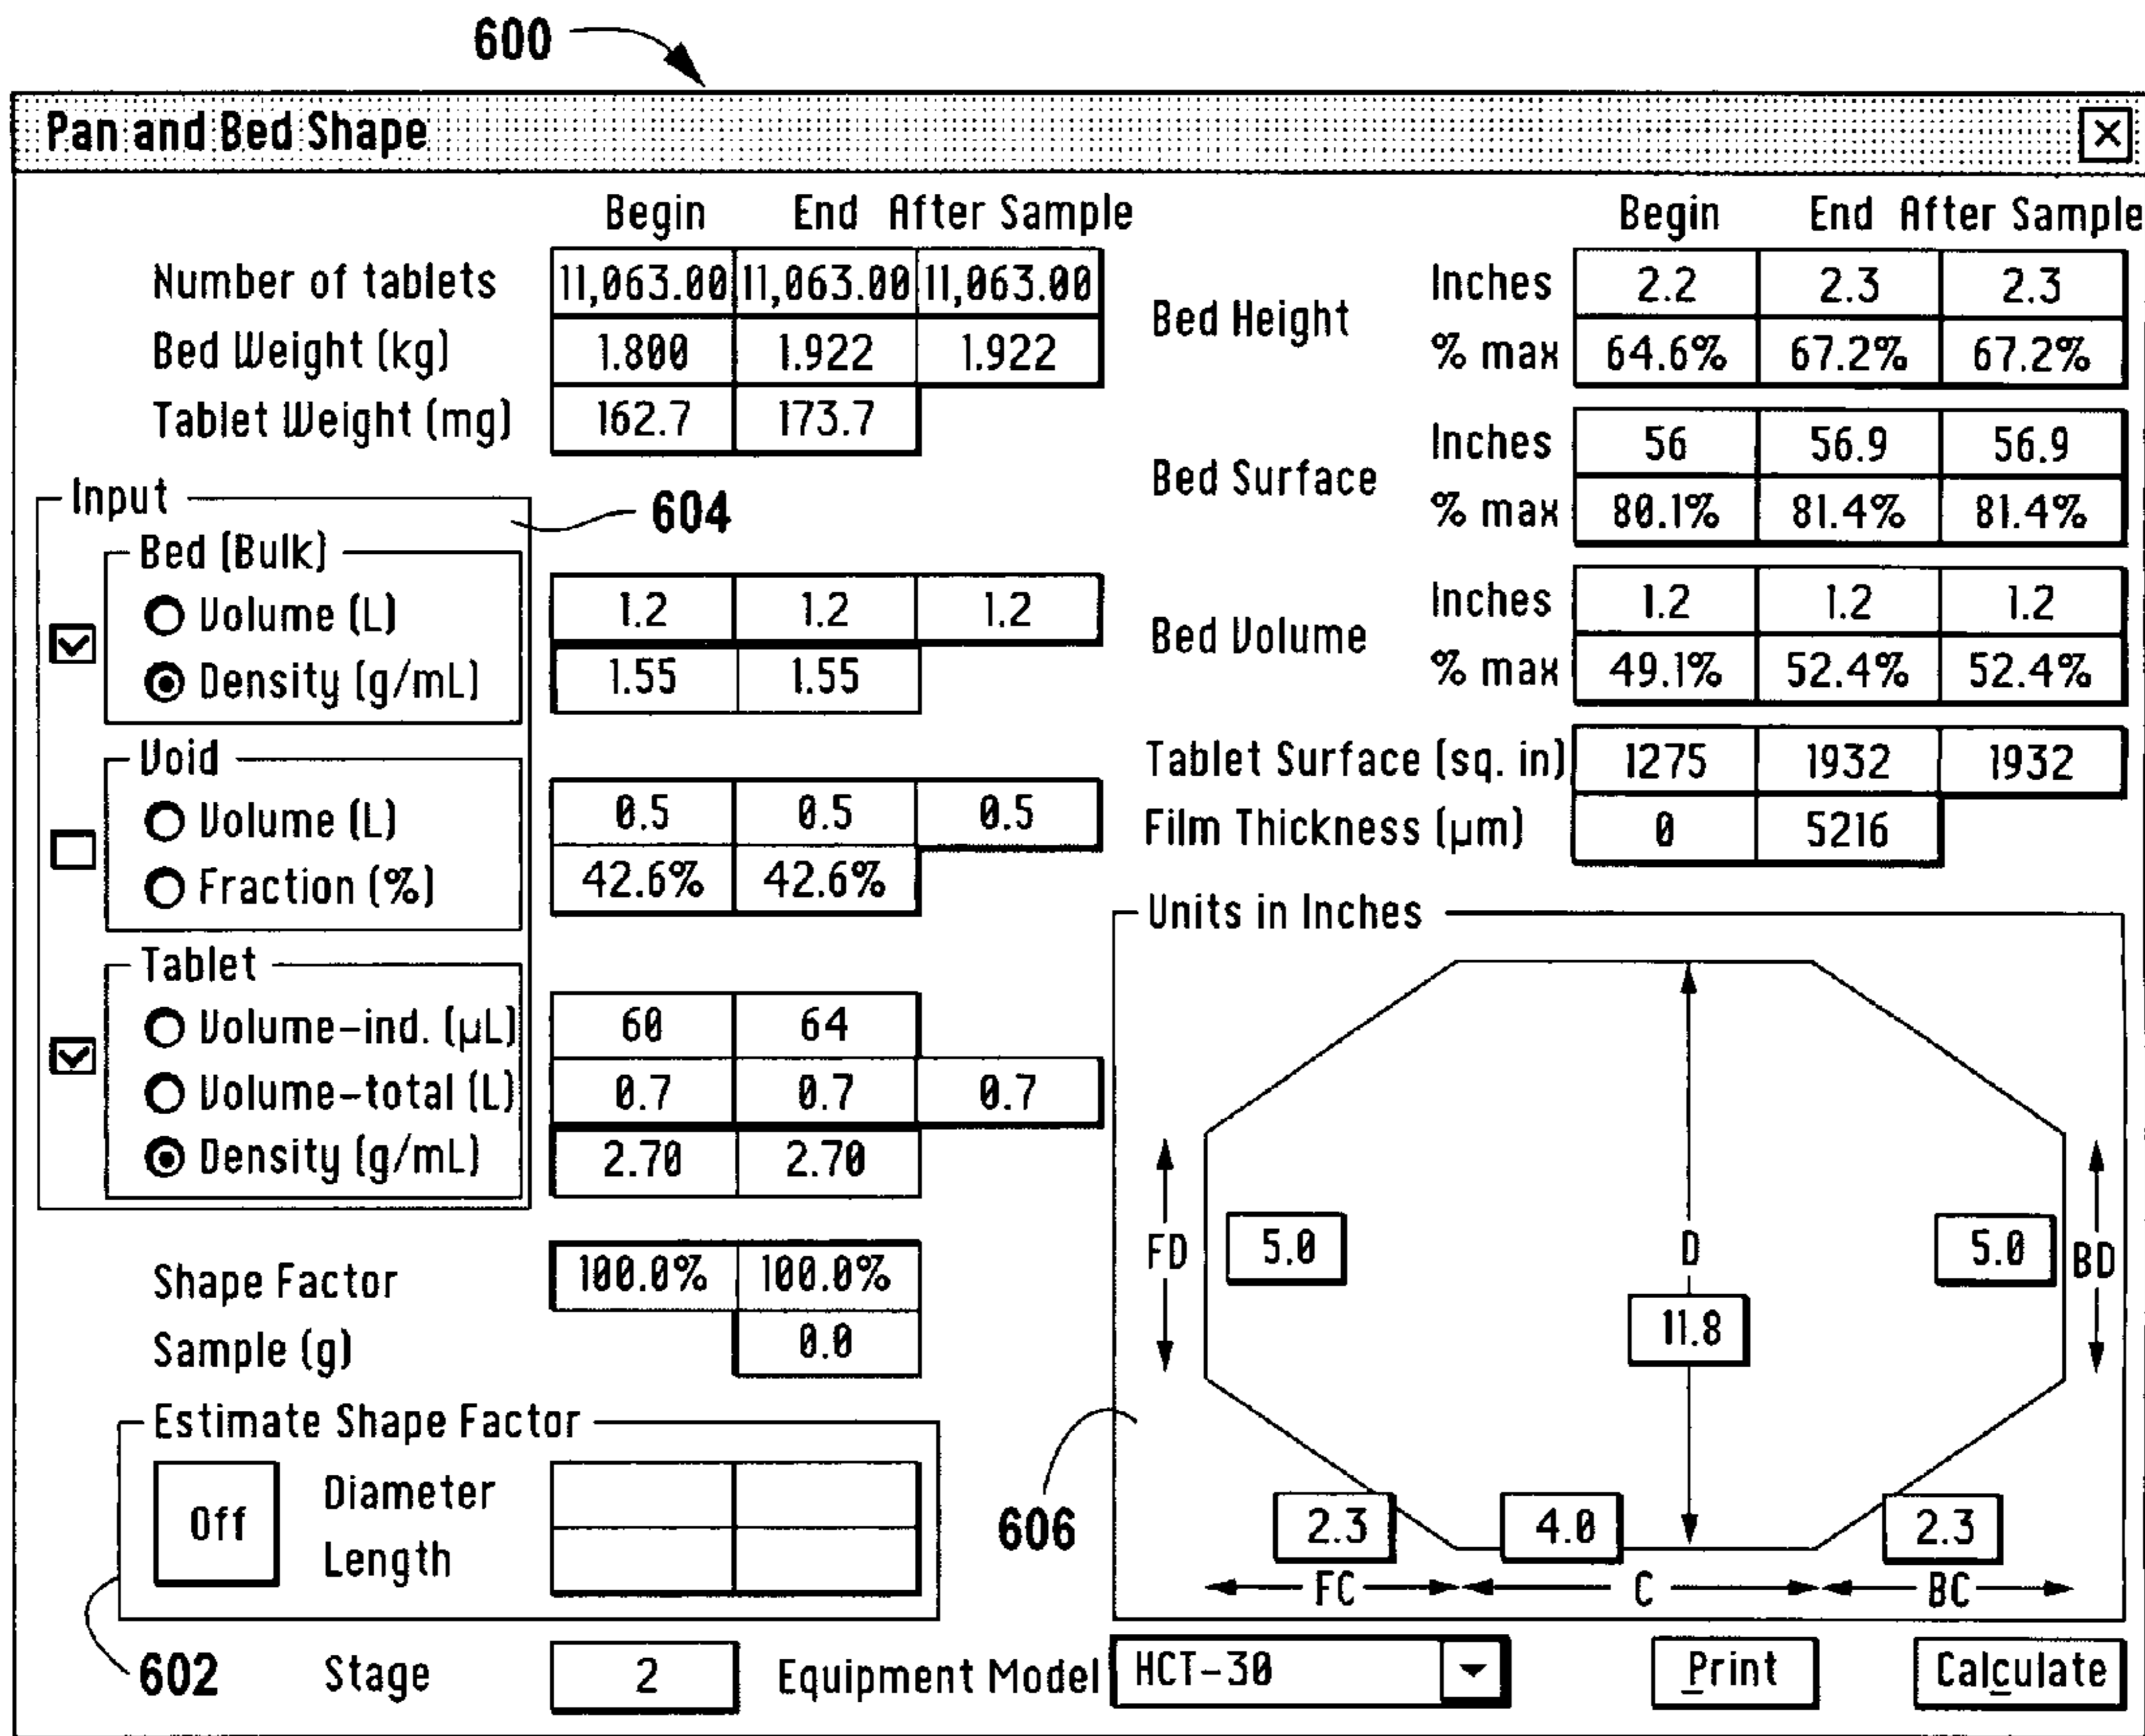 600
Pan and Bed Shape
Begin End After Sample
Number of tablets 11,063.00 11,063.00 11,063.00
Bed Weight (kg) 1.800 1.922 1.922
Tablet Weight (mg) 162.7 173.7
Input
604
Bed (Bulk)
Volume (L) 1.2 1.2 1.2
Density (g/mL) 1.55 1.55
Void
Volume (L) 0.5 0.5 0.5
Fraction (%) 42.6% 42.6%
Tablet
Volume-ind. (µL) 60 64
Volume-total (L) 0.7 0.7 0.7
Density (g/mL) 2.70 2.70
Shape Factor 100.0% 100.0%
Sample (g) 0.0
Estimate Shape Factor
Off
Diameter
Length
602
Stage 2
Begin End After Sample
Bed Height
Inches 2.2 2.3 2.3
% max 64.6% 67.2% 67.2%
Bed Surface
Inches 56 56.9 56.9
% max 80.1% 81.4% 81.4%
Bed Volume
Inches 1.2 1.2 1.2
% max 49.1% 52.4% 52.4%
Tablet Surface (sq. in) 1275 1932 1932
Film Thickness (µm) 0 5216
Units in Inches
FD 5.0 D 5.0 BD
11.8
606
2.3 4.0 2.3
FC C BC
Equipment Model HCT-30 Print Calculate